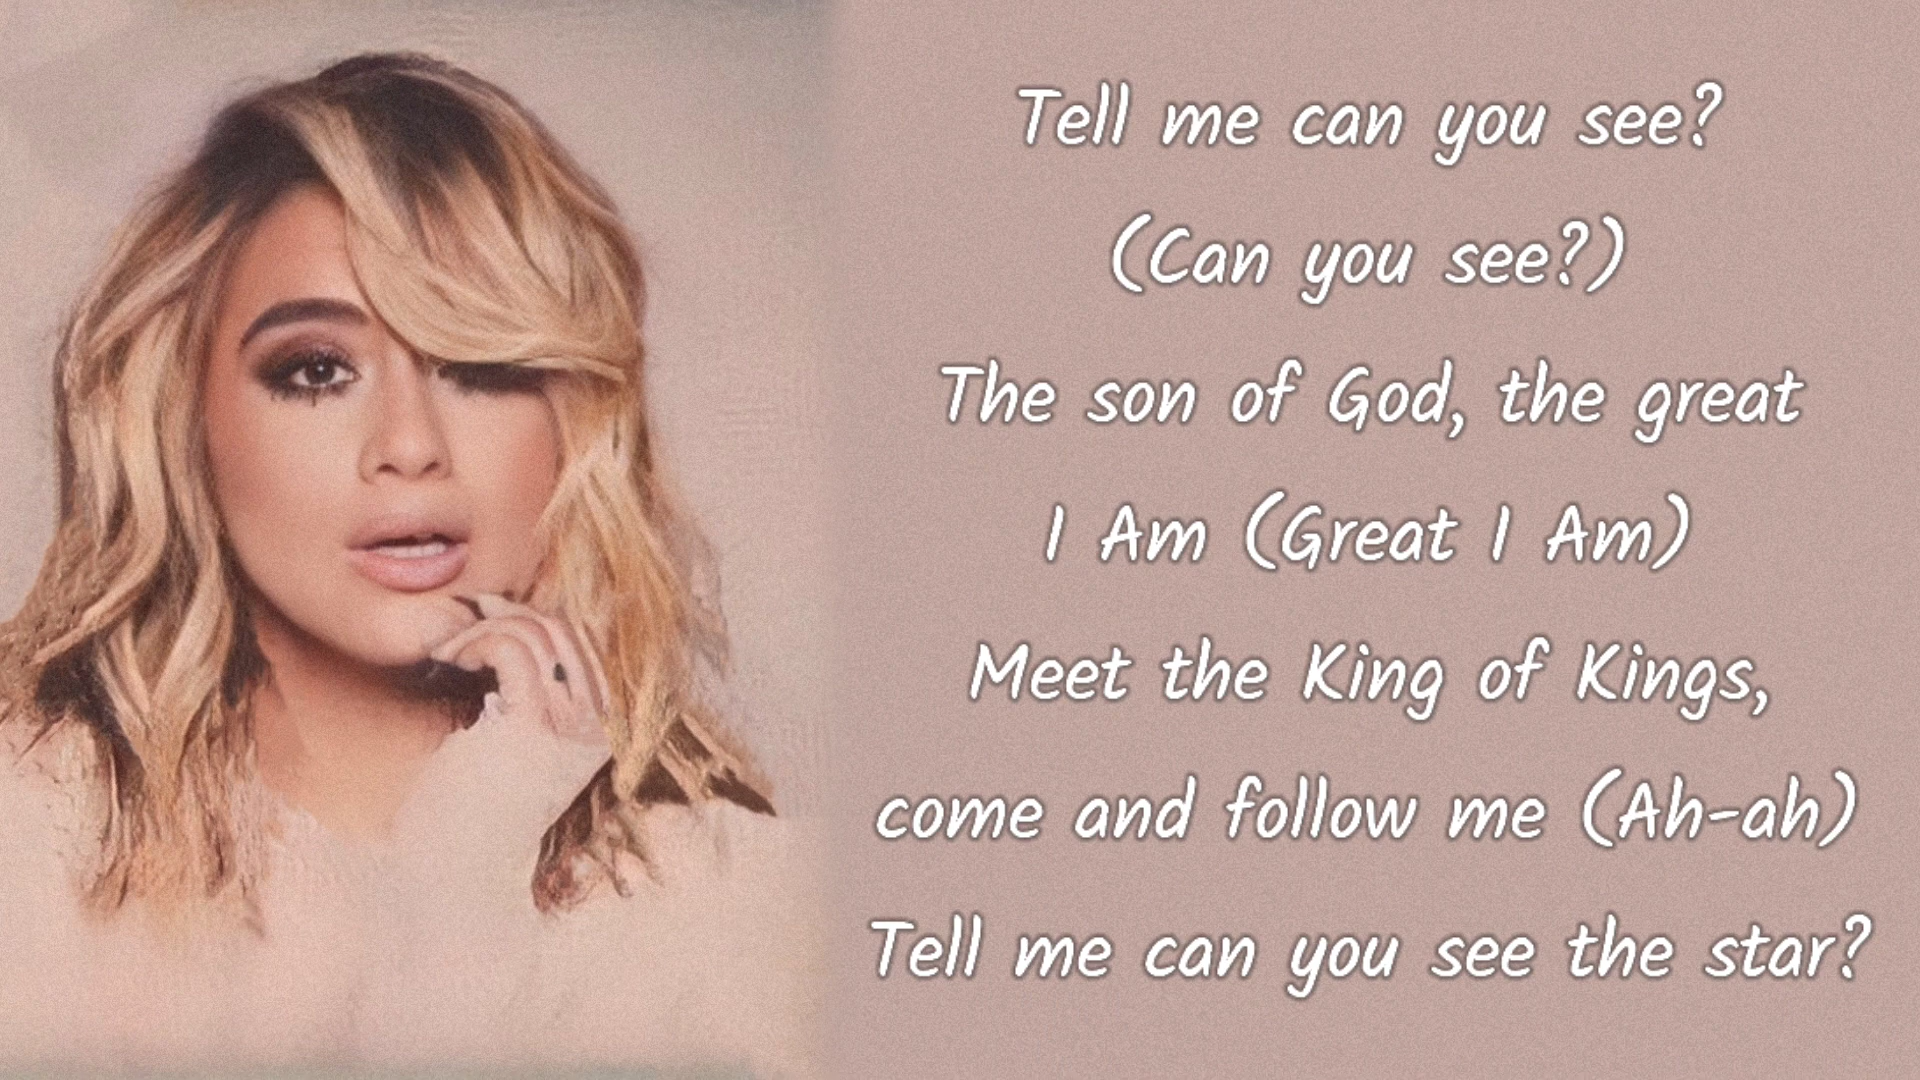 Tell me can you see?
(Can you see?)
The son of God, the great
I Am (Great I Am)
Meet the King of Kings,
come and follow me (Ah-ah)
Tell me can you see the star?